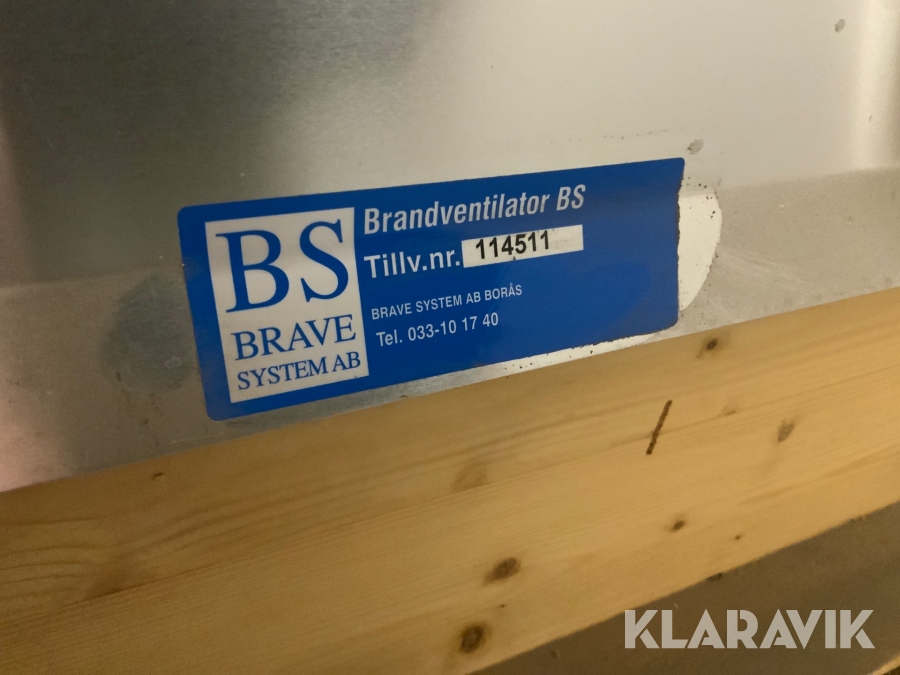 BS
BRAVE
SYSTEM AB
Brandventilator BS
Tillv.nr. 114511
BRAVE SYSTEM AB BORÅS
Tel. 033-10 17 40
KLARAVIK